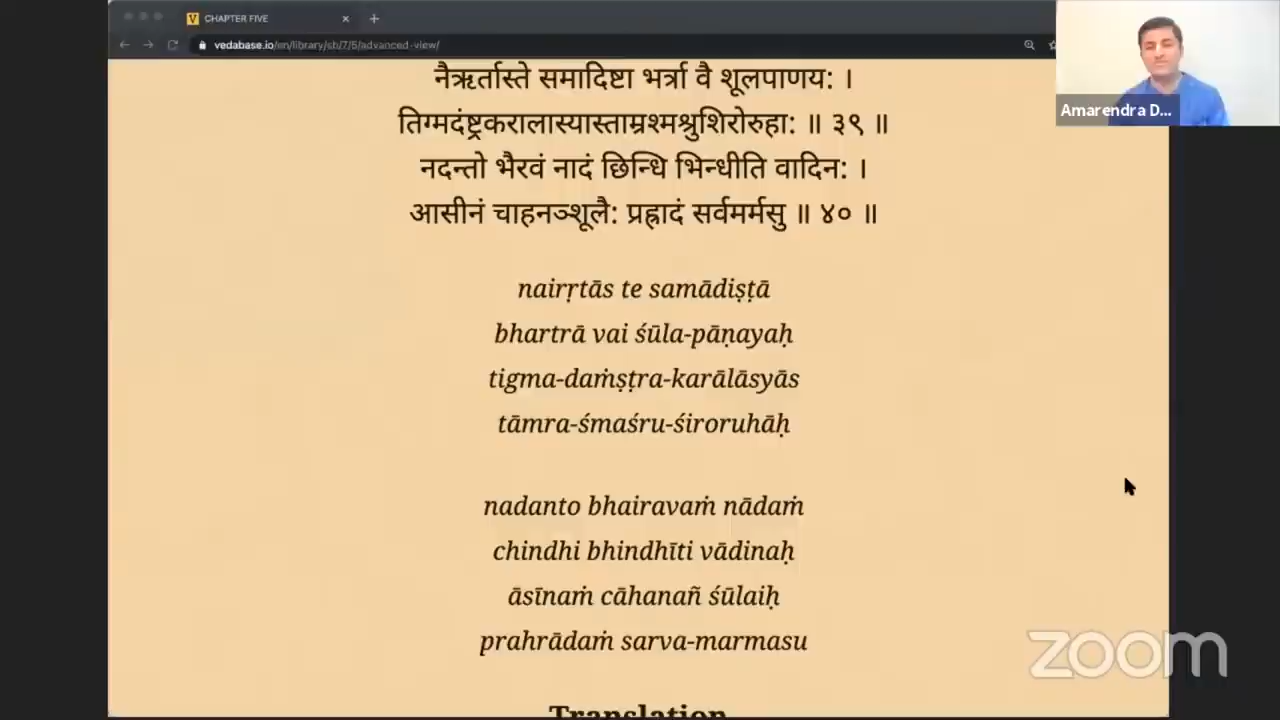 CHAPTER FIVE
vedabase.io/en/library/sb/7/5/advanced-view/
Amarendra D...
नैऋर्तास्ते समादिष्टा भर्त्रा वै शूलपाणय: ।
तिग्मदंष्ट्रकरालास्यास्ताम्रश्मश्रुशिरोरुहा: ॥ ३९ ॥
नदन्तो भैरवं नादं छिन्धि भिन्धीति वादिन: ।
आसीनं चाहनञ्शूलै: प्रह्रादं सर्वमर्मसु ॥ ४० ॥
nairṛtās te samādiṣṭā
bhartrā vai śūla-pāṇayaḥ
tigma-daṁṣṭra-karālāsyās
tāmra-śmaśru-śiroruhāḥ
nadanto bhairavaṁ nādaṁ
chindhi bhindhīti vādinaḥ
āsīnaṁ cāhanañ śūlaiḥ
prahrādaṁ sarva-marmasu
zoom
Translation